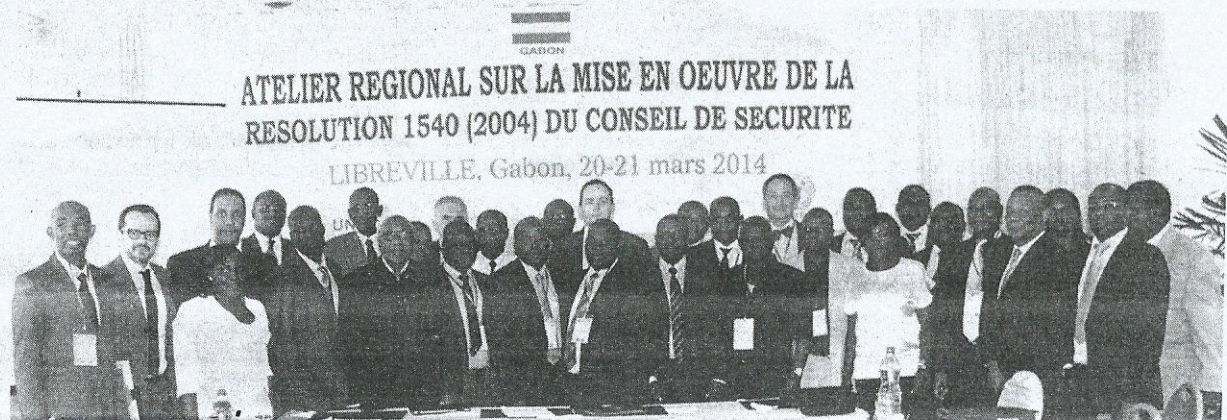 GABON
ATELIER REGIONAL SUR LA MISE EN OEUVRE DE LA
RESOLUTION 1540 (2004) DU CONSEIL DE SECURITE
LIBREVILLE, Gabon, 20-21 mars 2014
UN